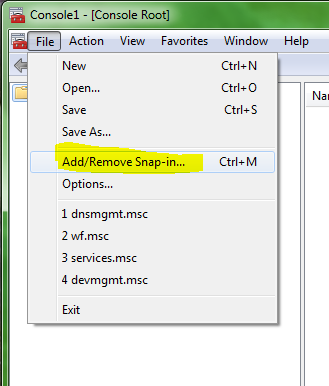 Console1 - [Console Root]
File Action View Favorites Window Help
New Ctrl+N
Open... Ctrl+O
Save Ctrl+S
Save As...
Add/Remove Snap-in... Ctrl+M
Options...
1 dnsmgmt.msc
2 wf.msc
3 services.msc
4 devmgmt.msc
Exit